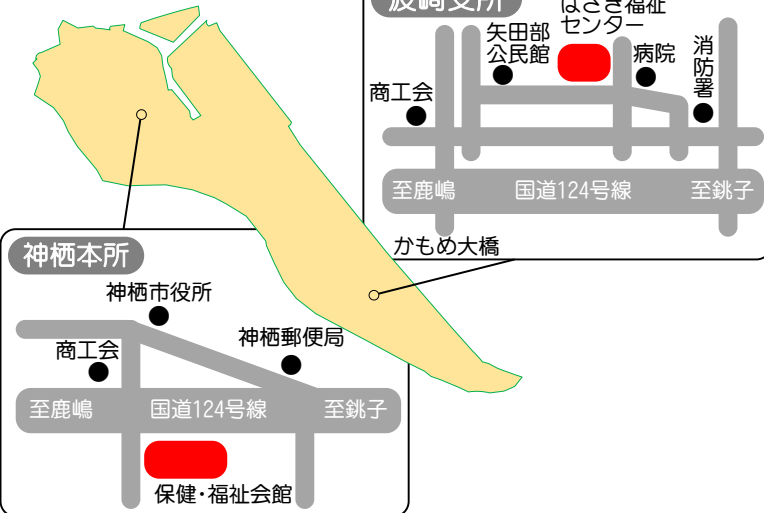 波崎支所
はさき福祉
センター
矢田部
公民館
病院
消防署
商工会
至鹿嶋
国道124号線
至銚子
かもめ大橋
神栖本所
神栖市役所
神栖郵便局
商工会
至鹿嶋
国道124号線
至銚子
保健・福祉会館